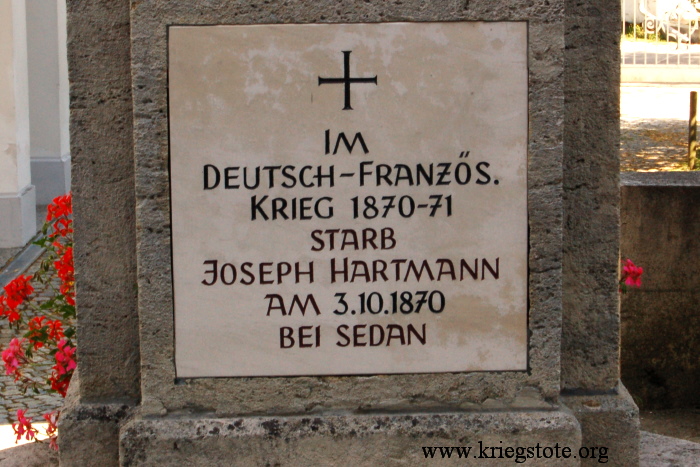 IM
DEUTSCH-FRANZÖS.
KRIEG 1870-71
STARB
JOSEPH HARTMANN
AM 3.10.1870
BEI SEDAN
www.kriegstote.org